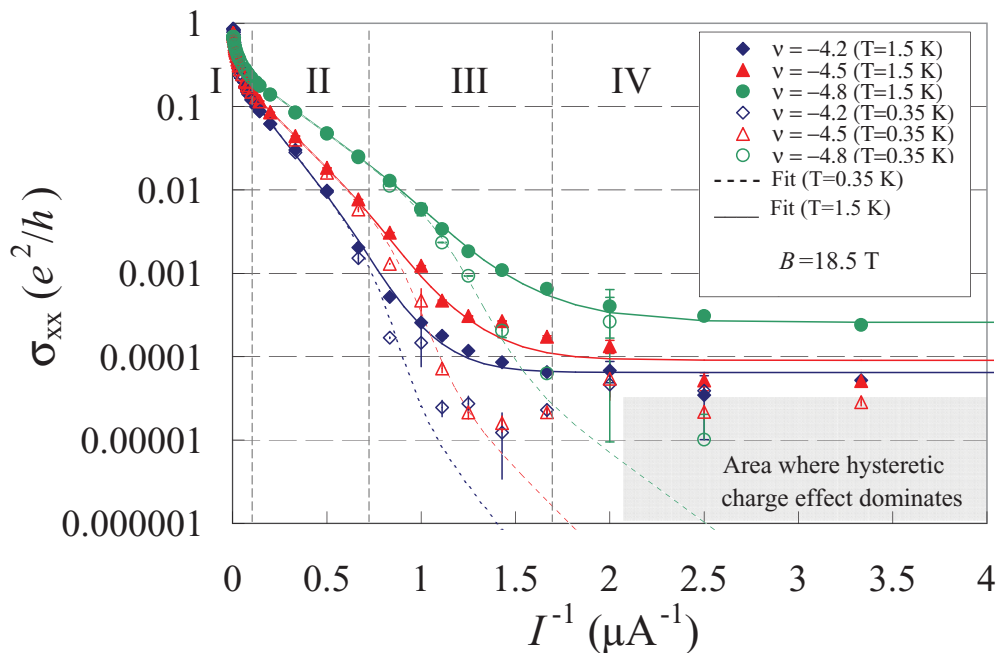 1
0.1
0.01
0.001
0.0001
0.00001
0.000001
σxx (e²/h)
I
II
III
IV
ν = −4.2 (T=1.5 K)
ν = −4.5 (T=1.5 K)
ν = −4.8 (T=1.5 K)
ν = −4.2 (T=0.35 K)
ν = −4.5 (T=0.35 K)
ν = −4.8 (T=0.35 K)
Fit (T=0.35 K)
Fit (T=1.5 K)
B=18.5 T
Area where hysteretic
charge effect dominates
0 0.5 1 1.5 2 2.5 3 3.5 4
I⁻¹ (μA⁻¹)